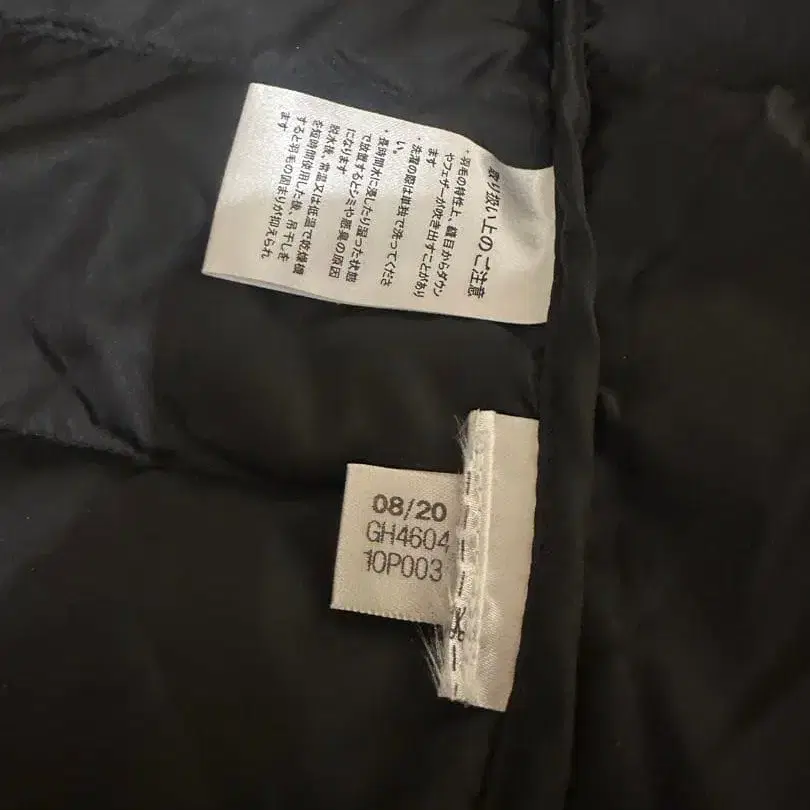 取り扱い上のご注意
・羽毛の特性上、縫目からダウン
やフェザーが吹き出すことがあり
ます
・洗濯の際は単独で洗ってくださ
い。
・長時間水に浸したり湿った状態
で放置するとシミや悪臭の原因
になります
脱水後、常温又は低温で乾燥機
を短時間使用した後、吊干しを
すると羽毛の固まりが抑えられ
ます
08/20
GH4604
10P003